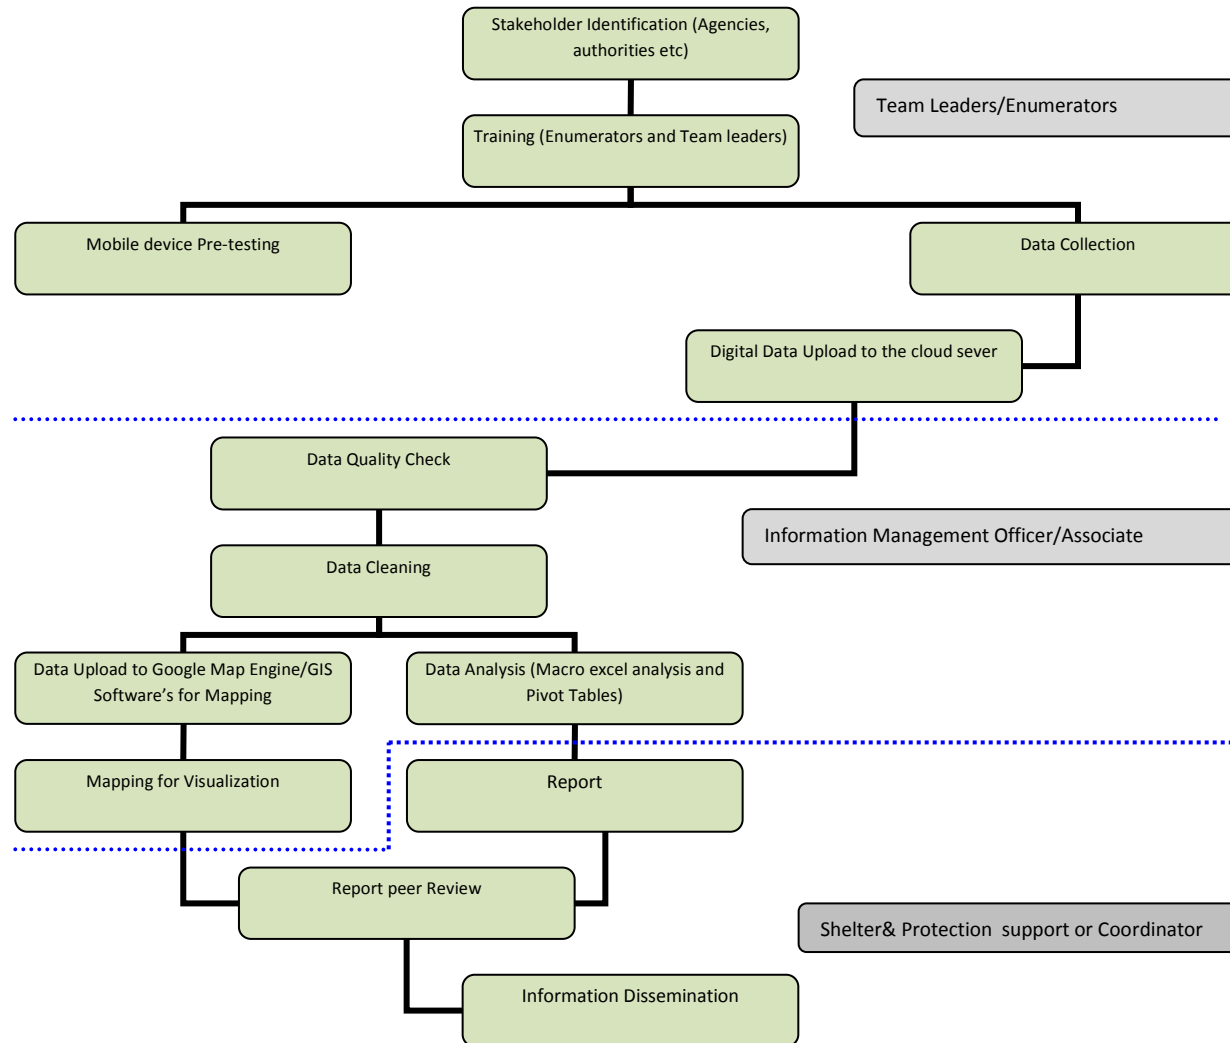 Stakeholder Identification (Agencies,
authorities etc)
Team Leaders/Enumerators
Training (Enumerators and Team leaders)
Mobile device Pre-testing
Data Collection
Digital Data Upload to the cloud sever
Data Quality Check
Information Management Officer/Associate
Data Cleaning
Data Upload to Google Map Engine/GIS
Software’s for Mapping
Data Analysis (Macro excel analysis and
Pivot Tables)
Mapping for Visualization
Report
Report peer Review
Shelter& Protection support or Coordinator
Information Dissemination